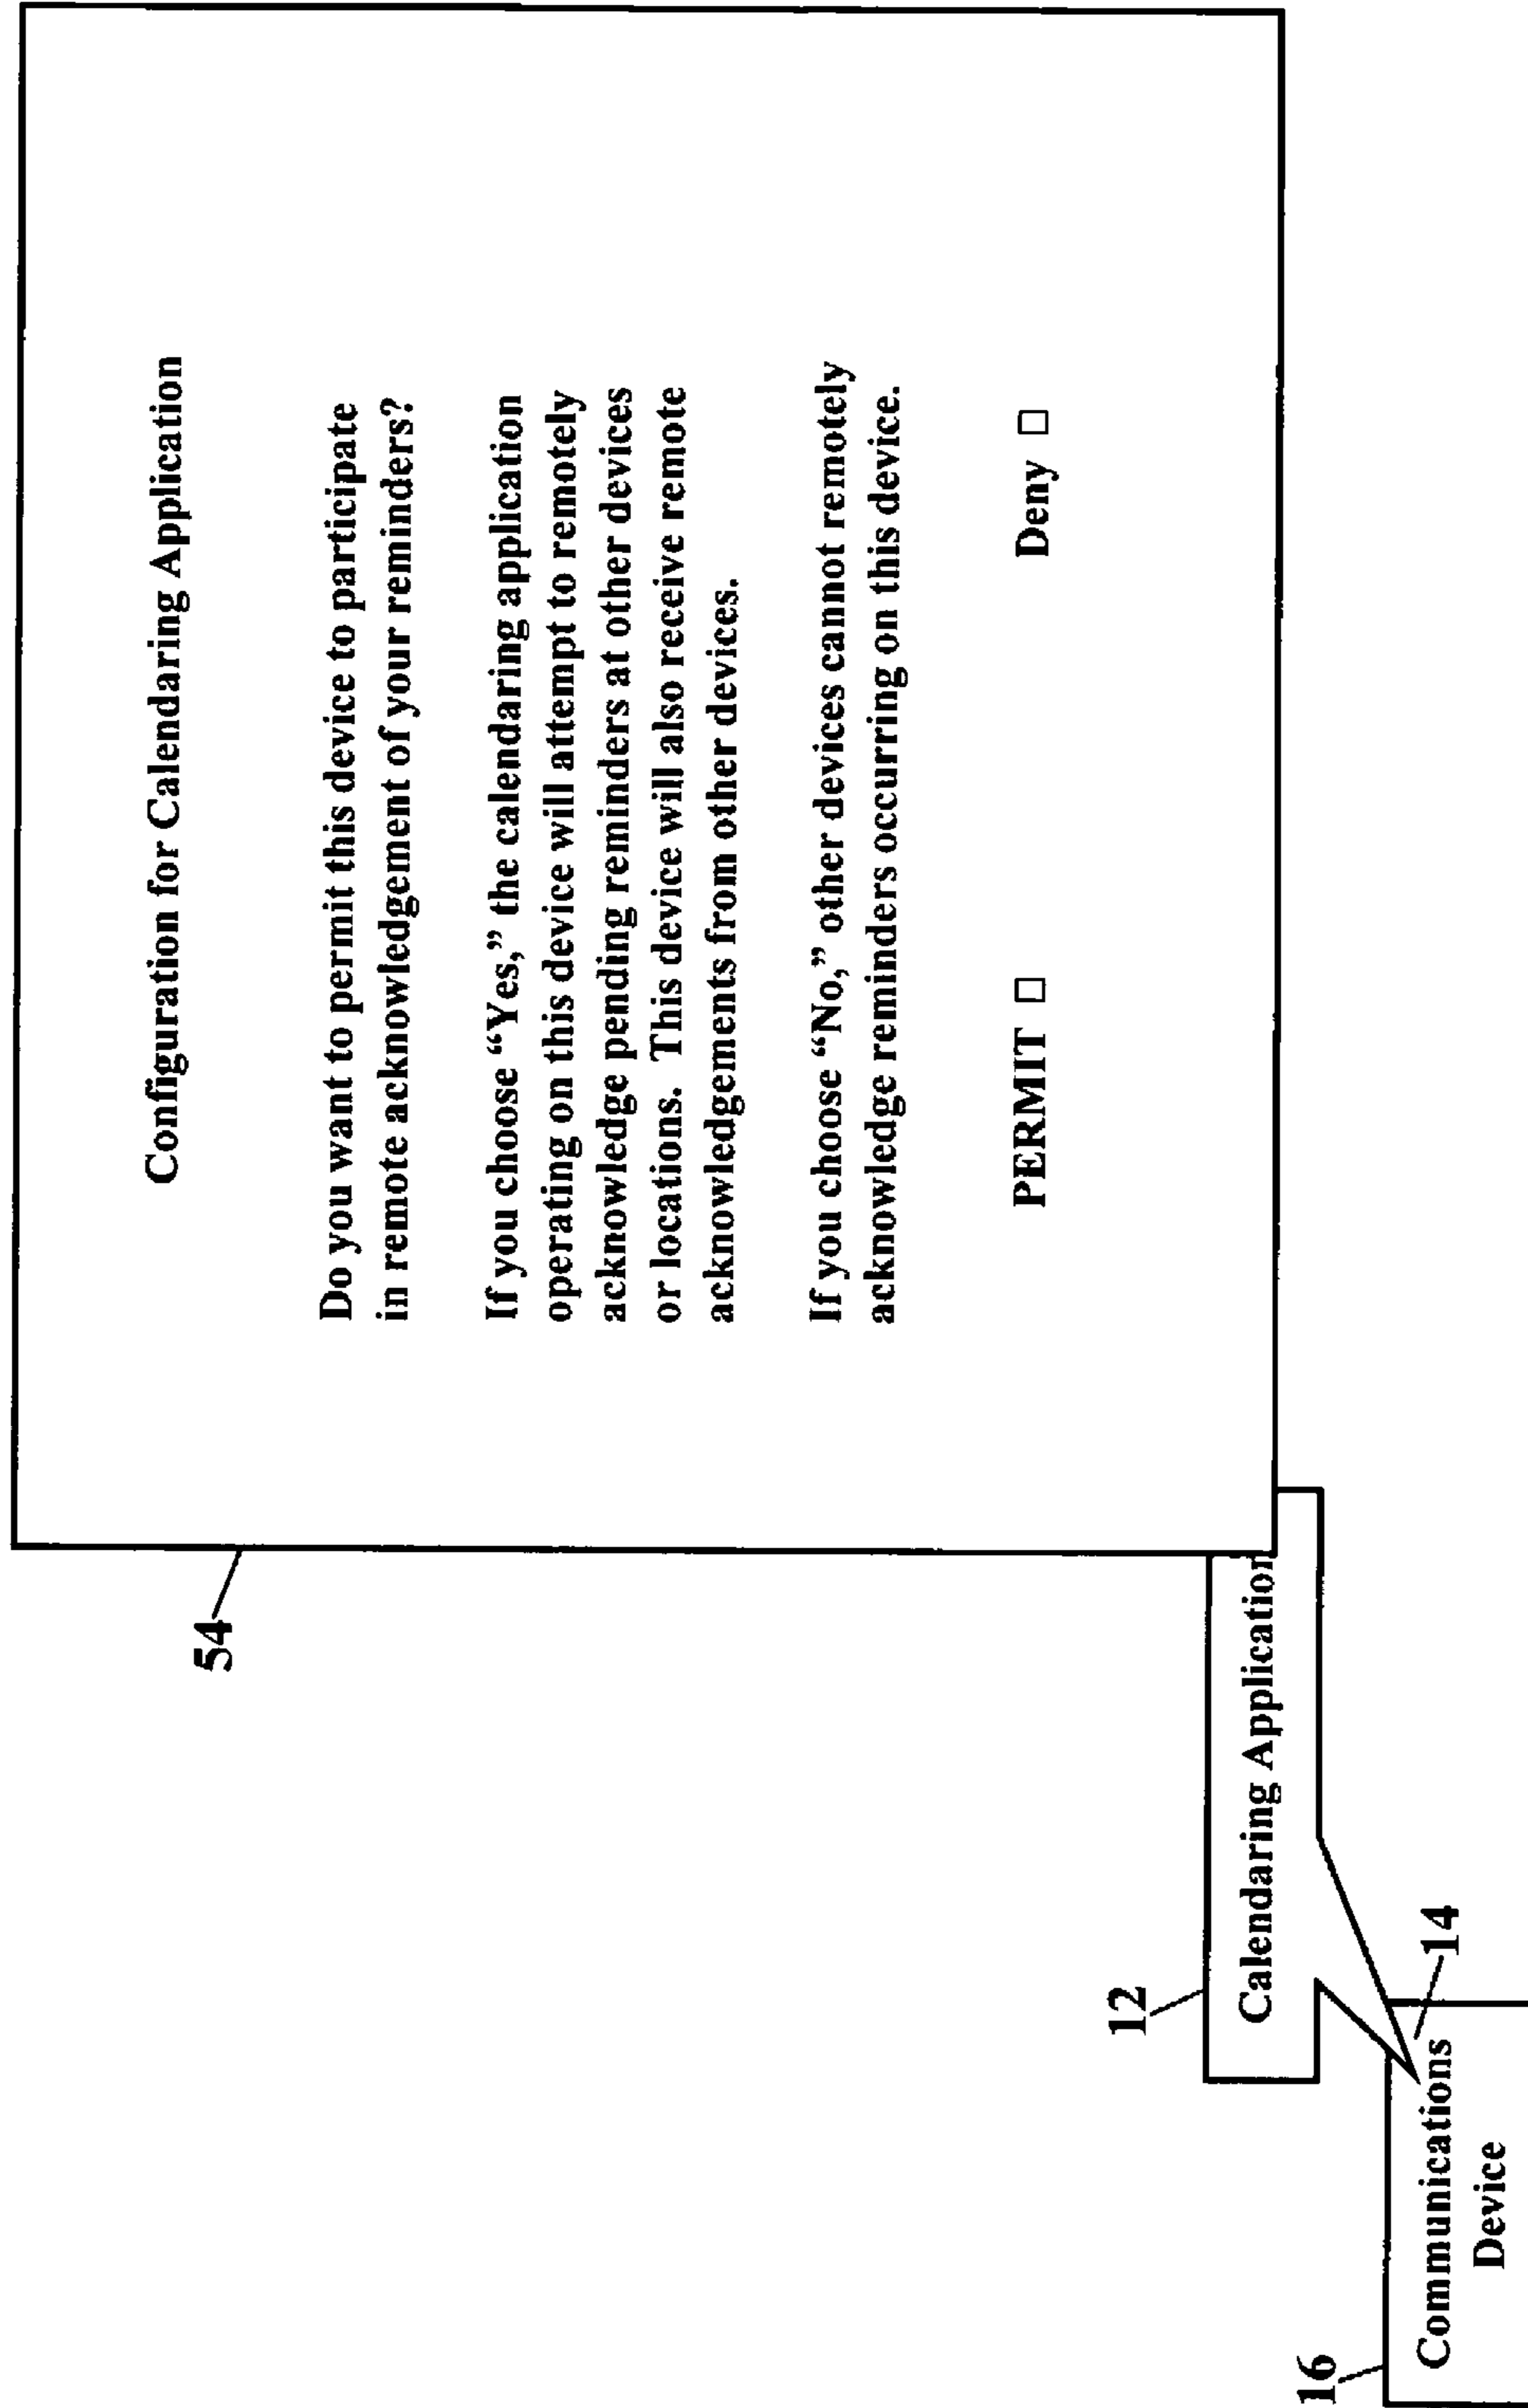 54
Configuration for Calendaring Application
Do you want to permit this device to participate
in remote acknowledgement of your reminders?
If you choose “Yes,” the calendaring application
operating on this device will attempt to remotely
acknowledge pending reminders at other devices
or locations. This device will also receive remote
acknowledgements from other devices.
If you choose “No,” other devices cannot remotely
acknowledge reminders occurring on this device.
PERMIT □ Deny □
12
Calendaring Application
16
14
Communications
Device